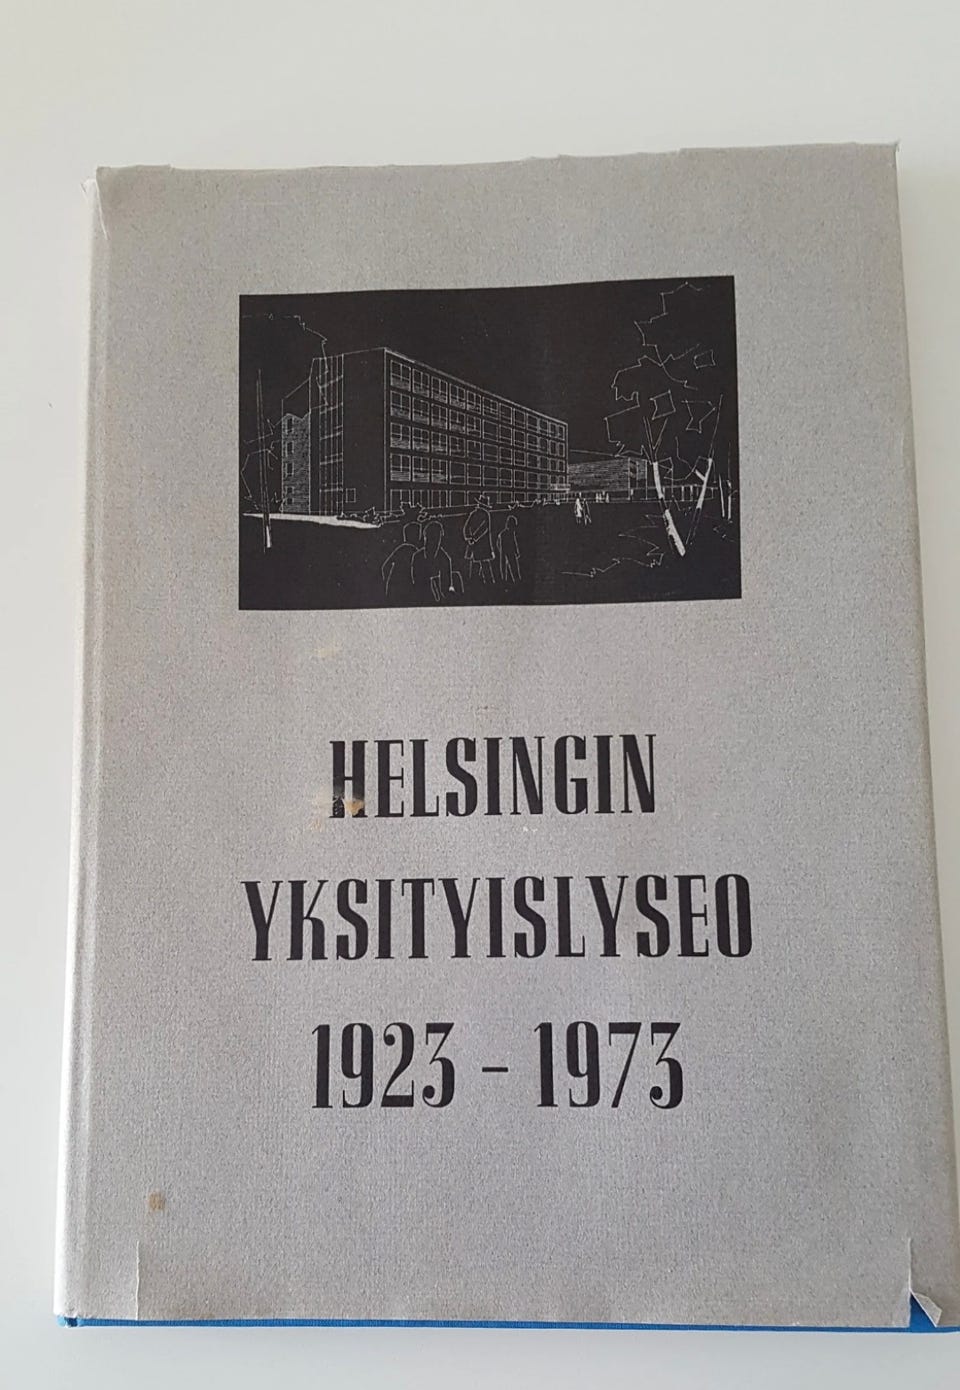 HELSINGIN
YKSITYISLYSEO
1923 - 1973